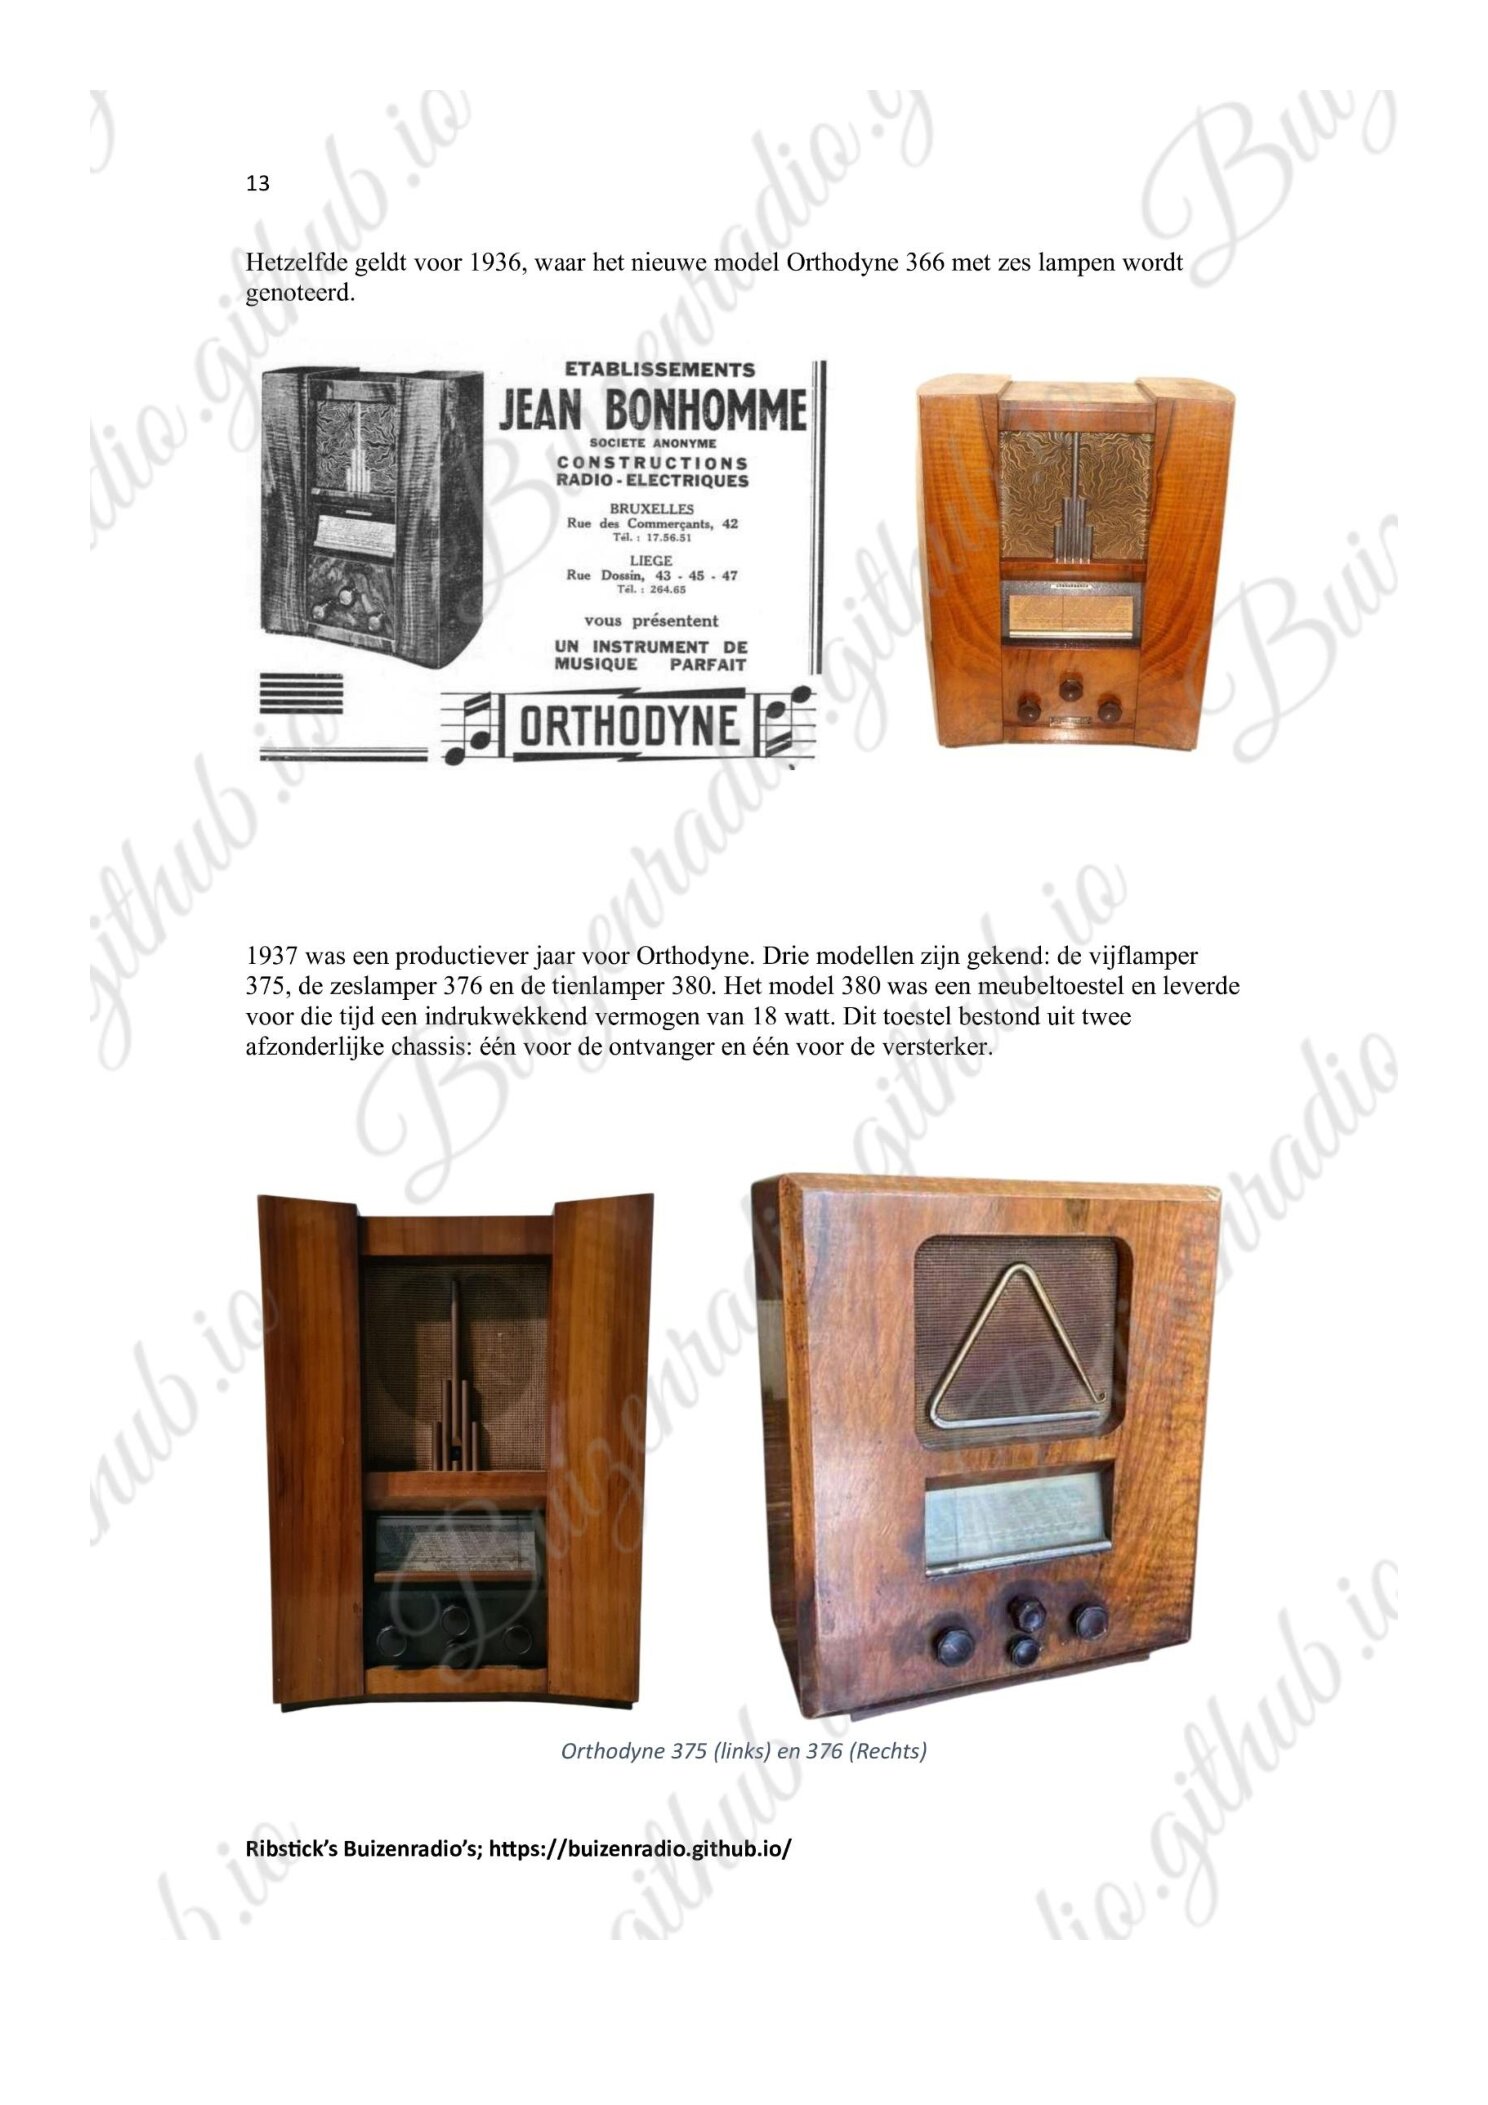 13
Hetzelfde geldt voor 1936, waar het nieuwe model Orthodyne 366 met zes lampen wordt
genoteerd.
ETABLISSEMENTS
JEAN BONHOMME
SOCIETE ANONYME
CONSTRUCTIONS
RADIO-ELECTRIQUES
BRUXELLES
Rue des Commerçants, 42
Tél. : 17.56.51
LIEGE
Rue Dossin, 43 - 45 - 47
Tél. : 264.65
vous présentent
UN INSTRUMENT DE
MUSIQUE PARFAIT
ORTHODYNE
1937 was een productiever jaar voor Orthodyne. Drie modellen zijn gekend: de vijflamper
375, de zeslamper 376 en de tienlamper 380. Het model 380 was een meubeltoestel en leverde
voor die tijd een indrukwekkend vermogen van 18 watt. Dit toestel bestond uit twee
afzonderlijke chassis: één voor de ontvanger en één voor de versterker.
Orthodyne 375 (links) en 376 (Rechts)
Ribstick’s Buizenradio’s; https://buizenradio.github.io/
Buizenradio.github.io